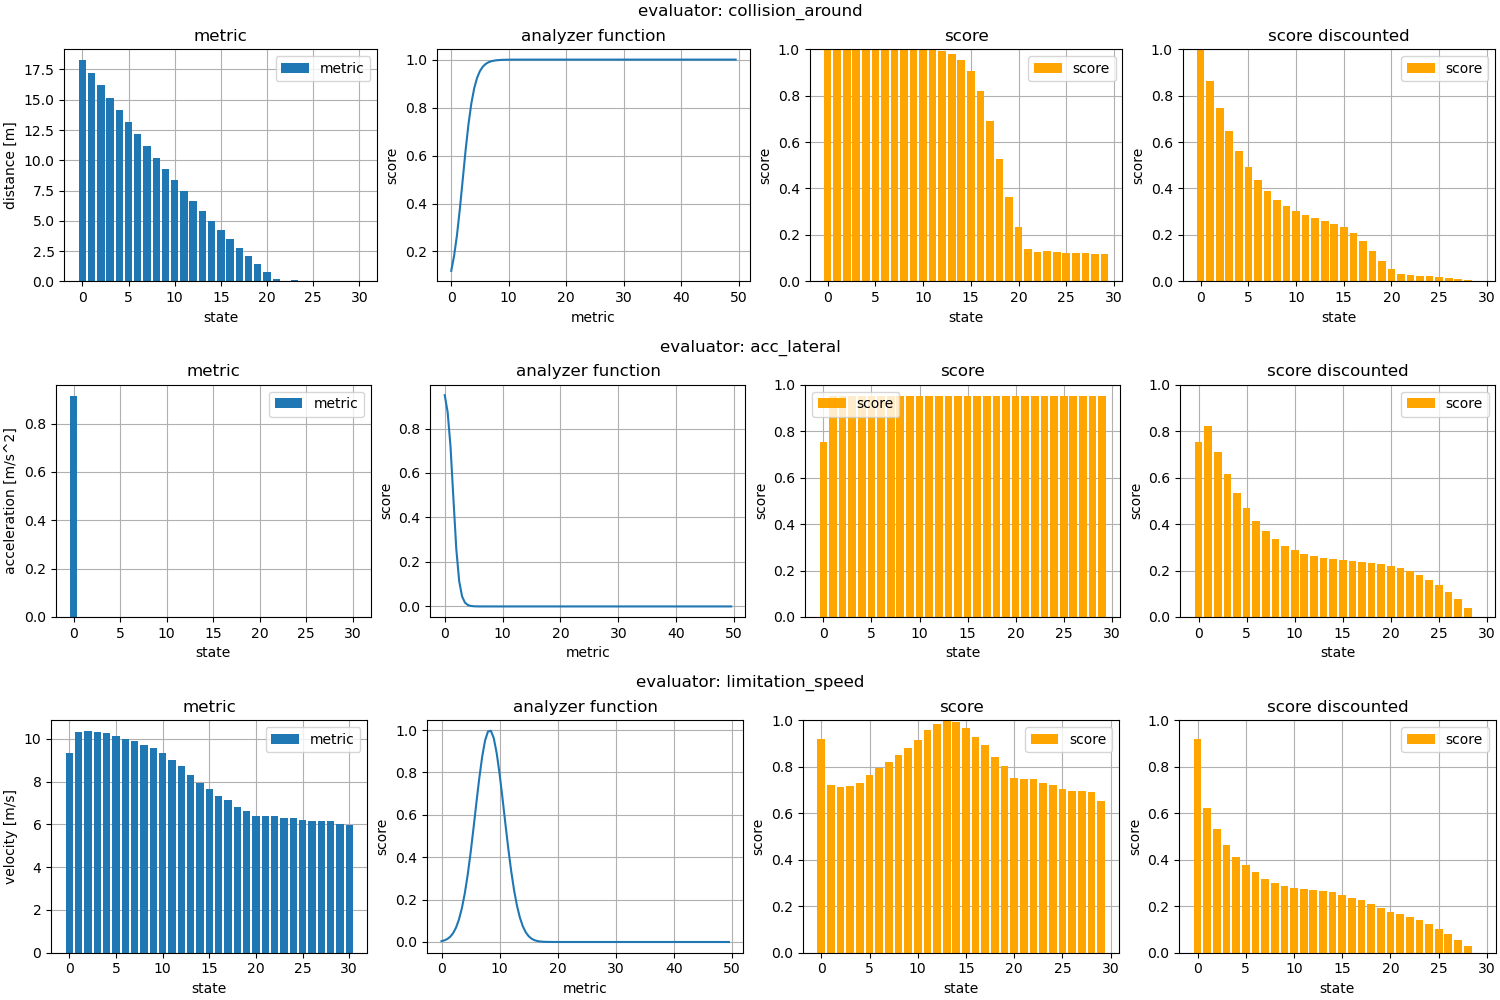 evaluator: collision_around
metric
analyzer function
score
score discounted
17.5
15.0
12.5
10.0
7.5
5.0
2.5
0.0
distance [m]
metric
0 5 10 15 20 25 30
state
1.0
0.8
0.6
0.4
0.2
score
0 10 20 30 40 50
metric
1.0
0.8
0.6
0.4
0.2
0.0
score
score
0 5 10 15 20 25 30
state
1.0
0.8
0.6
0.4
0.2
0.0
score
score
0 5 10 15 20 25 30
state
evaluator: acc_lateral
metric
analyzer function
score
score discounted
0.8
0.6
0.4
0.2
0.0
acceleration [m/s^2]
metric
0 5 10 15 20 25 30
state
0.8
0.6
0.4
0.2
0.0
score
0 10 20 30 40 50
metric
1.0
0.8
0.6
0.4
0.2
0.0
score
score
0 5 10 15 20 25 30
state
1.0
0.8
0.6
0.4
0.2
0.0
score
score
0 5 10 15 20 25 30
state
evaluator: limitation_speed
metric
analyzer function
score
score discounted
10
8
6
4
2
0
velocity [m/s]
metric
0 5 10 15 20 25 30
state
1.0
0.8
0.6
0.4
0.2
0.0
score
0 10 20 30 40 50
metric
1.0
0.8
0.6
0.4
0.2
0.0
score
score
0 5 10 15 20 25 30
state
1.0
0.8
0.6
0.4
0.2
0.0
score
score
0 5 10 15 20 25 30
state